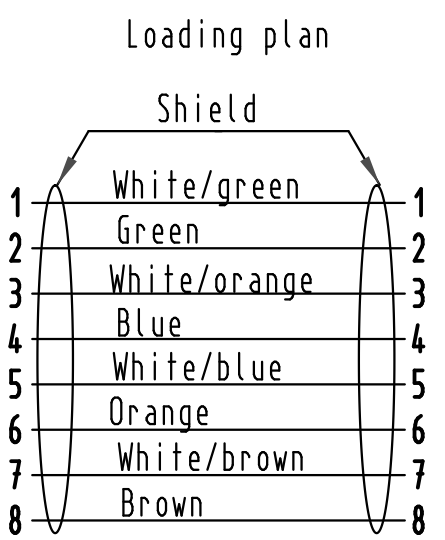 Loading plan
Shield
1 White/green 1
2 Green 2
3 White/orange 3
4 Blue 4
5 White/blue 5
6 Orange 6
7 White/brown 7
8 Brown 8